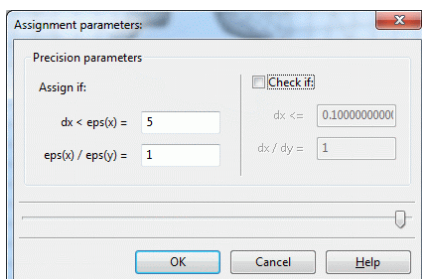 Assignment parameters:
Precision parameters
Assign if:
dx < eps(x) = 5
eps(x) / eps(y) = 1
Check if:
dx <= 0.1000000000
dx / dy = 1
OK
Cancel
Help